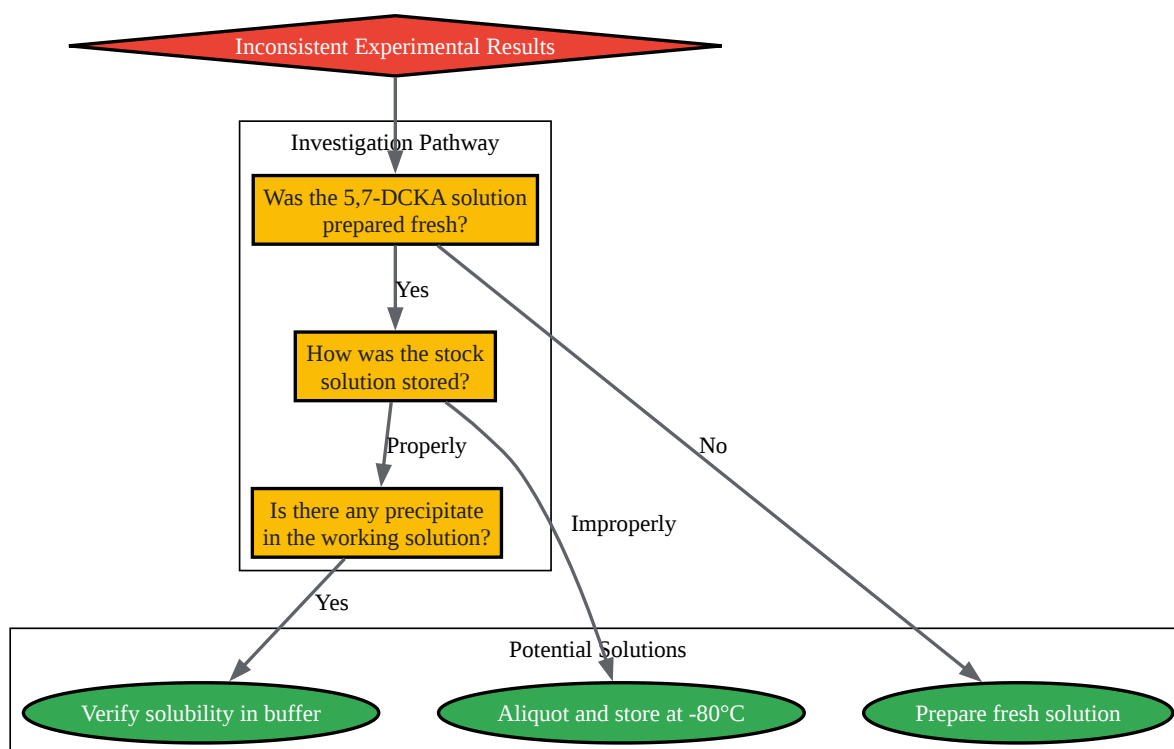 Inconsistent Experimental Results
Investigation Pathway
Was the 5,7-DCKA solution
prepared fresh?
Yes
How was the stock
solution stored?
Properly
No
Is there any precipitate
in the working solution?
Improperly
Yes
Potential Solutions
Verify solubility in buffer
Aliquot and store at -80°C
Prepare fresh solution